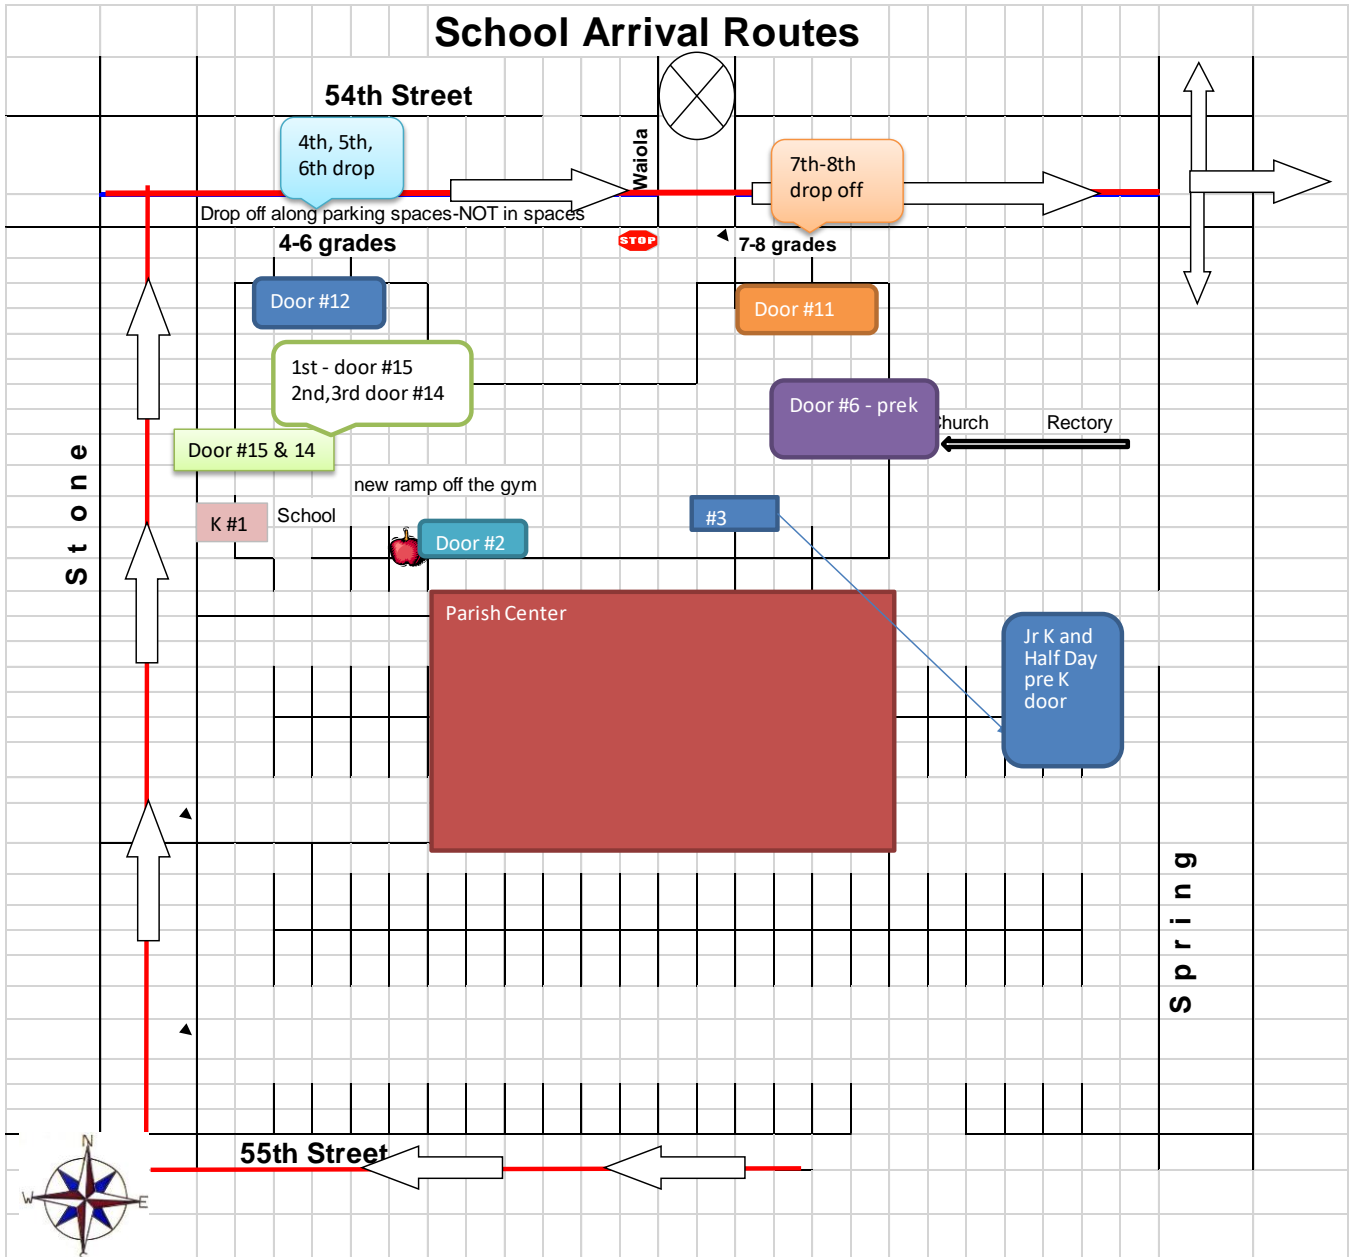 School Arrival Routes
54th Street
Waiola
4th, 5th,
6th drop
7th-8th
drop off
Drop off along parking spaces-NOT in spaces
STOP
4-6 grades
7-8 grades
Door #12
Door #11
1st - door #15
2nd,3rd door #14
Door #6 - prek
hurch
Rectory
Door #15 & 14
Stone
new ramp off the gym
K #1
School
Door #2
#3
Parish Center
Jr K and
Half Day
pre K
door
Spring
55th Street
N
W
E